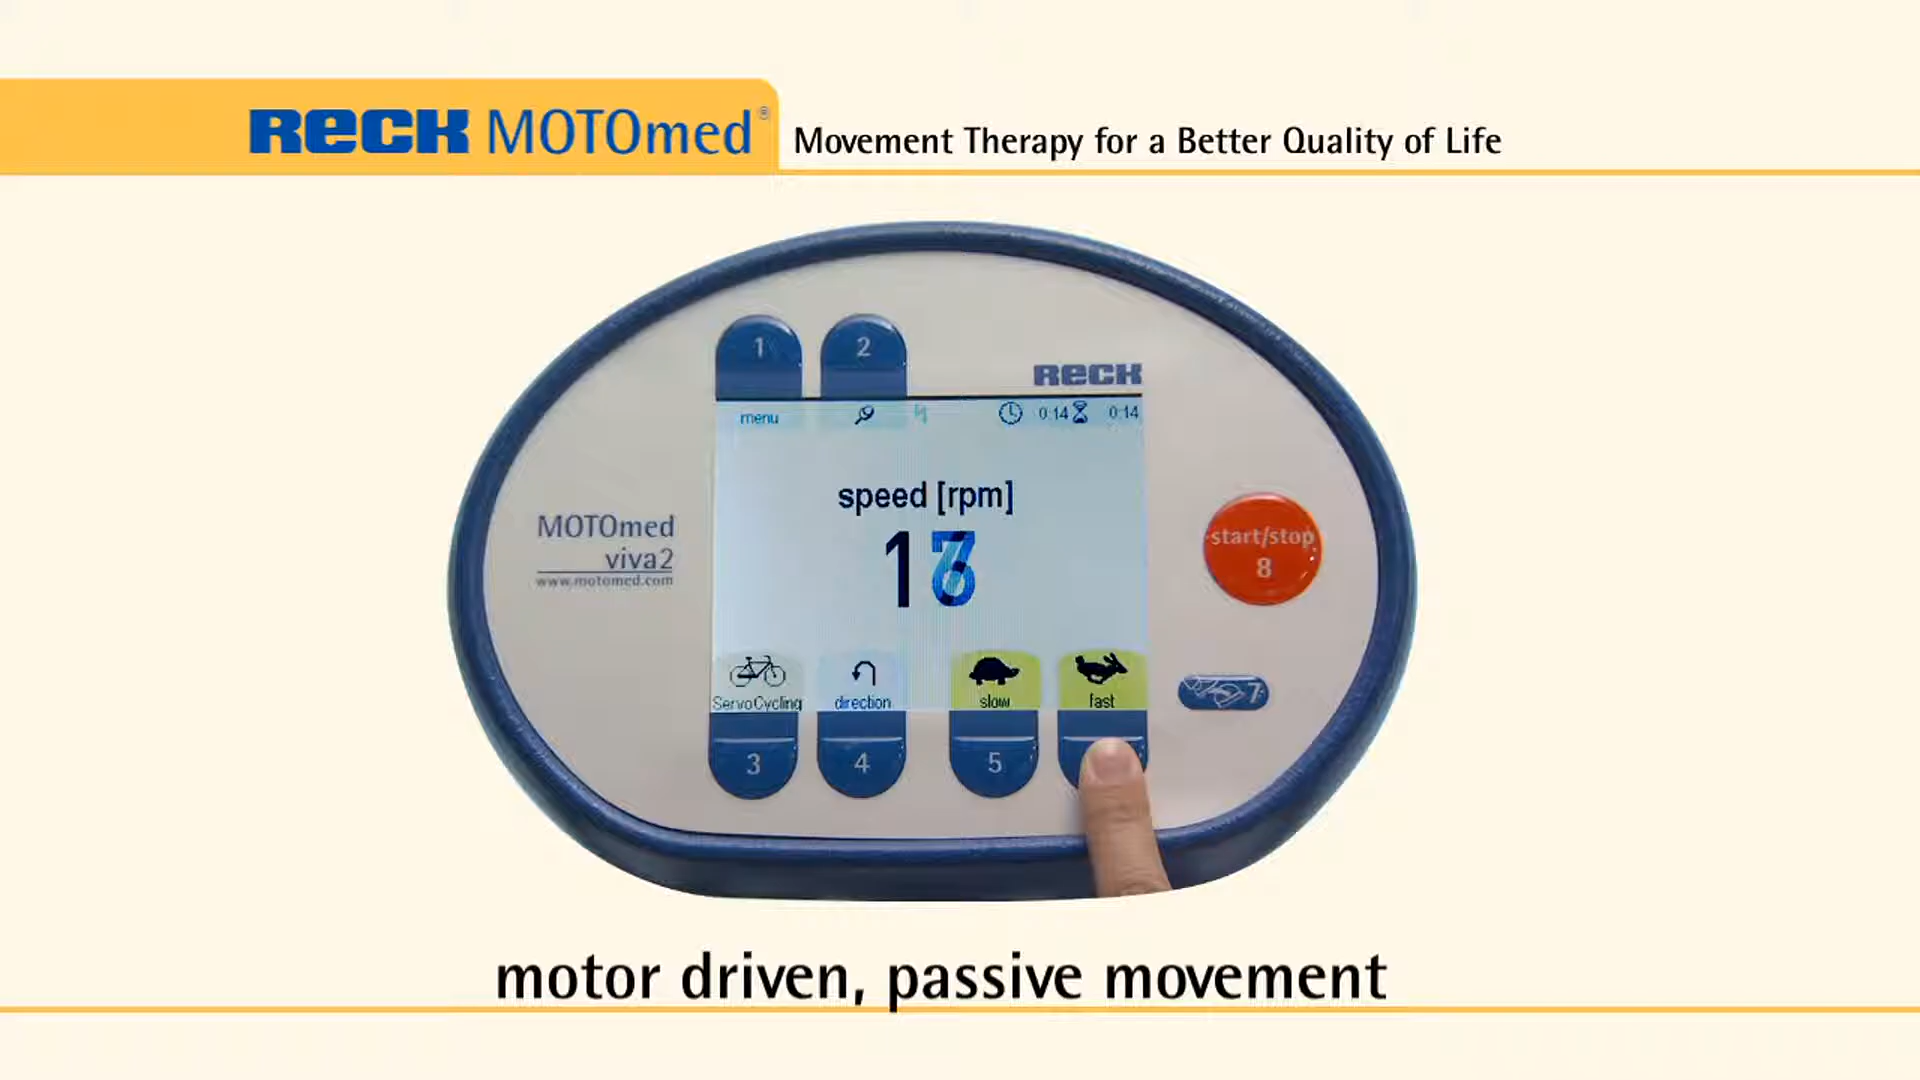 RECK MOTOmed® Movement Therapy for a Better Quality of Life
1 2
RECK
menu 0:14 0:14
speed [rpm]
MOTOmed
viva2
www.motomed.com
start/stop
8
ServoCycling direction slow fast
7
3 4 5
motor driven, passive movement